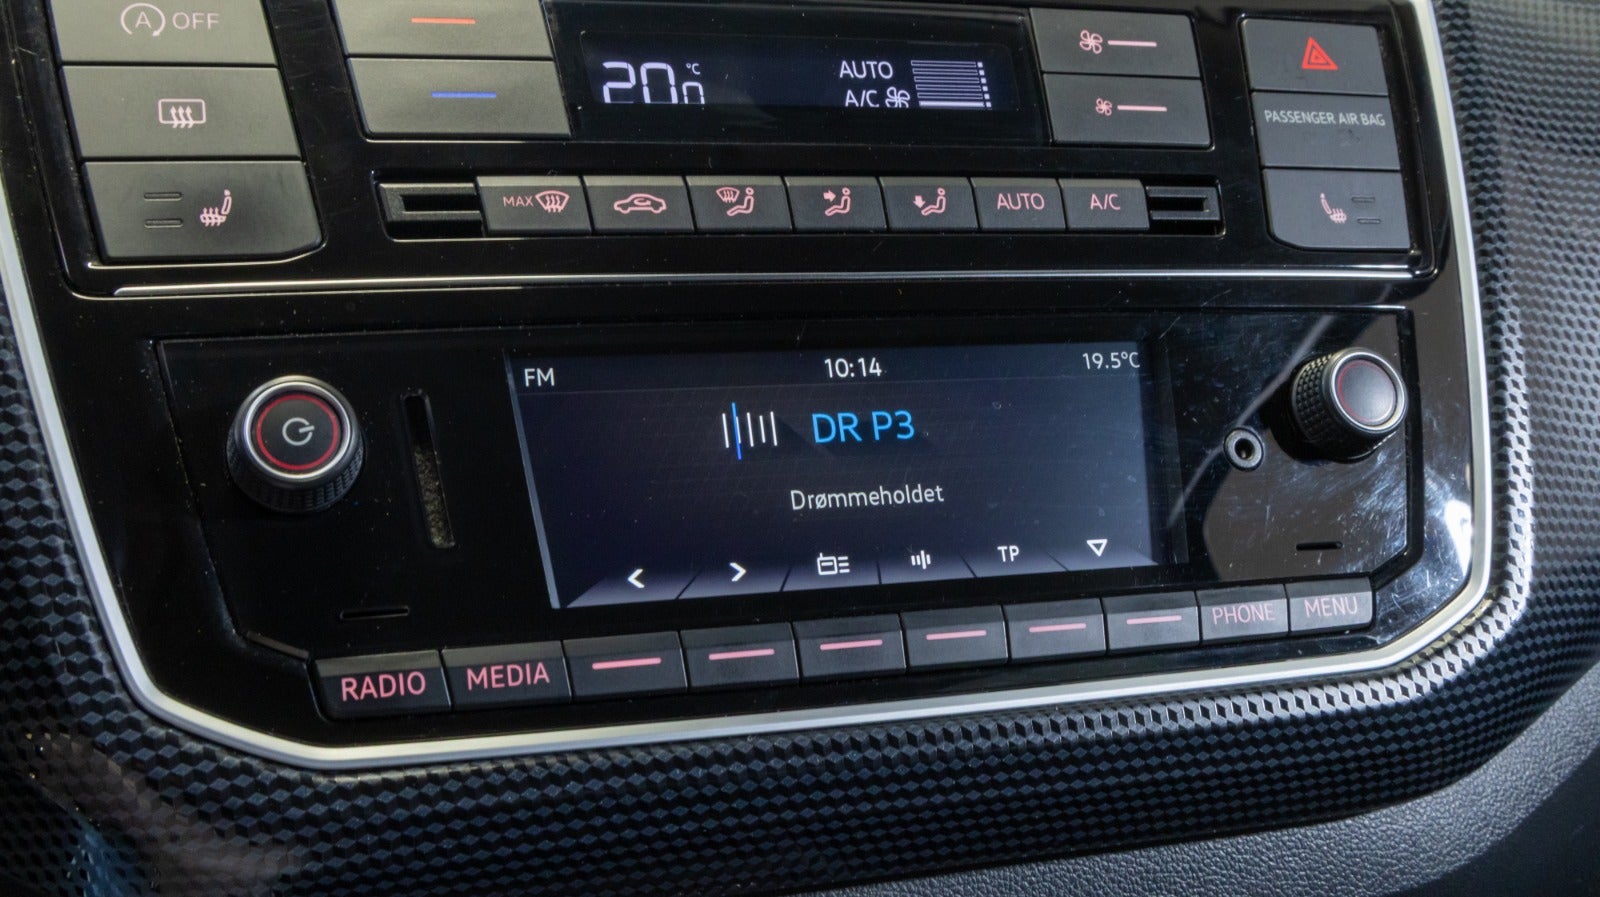 A OFF
20.0 °C
AUTO
A/C
PASSENGER AIR BAG
MAX
AUTO
A/C
FM
10:14
19.5°C
DR P3
Drømmeholdet
TP
RADIO
MEDIA
PHONE
MENU